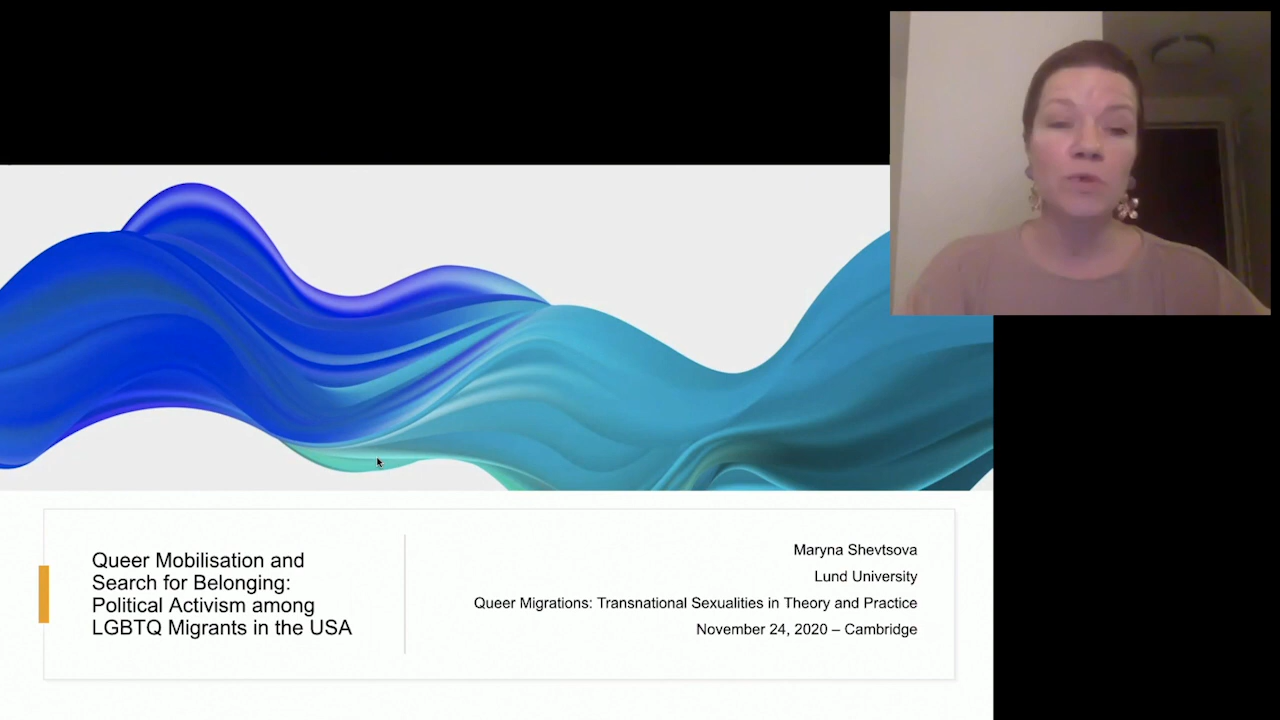 Queer Mobilisation and
Search for Belonging:
Political Activism among
LGBTQ Migrants in the USA
Maryna Shevtsova
Lund University
Queer Migrations: Transnational Sexualities in Theory and Practice
November 24, 2020 – Cambridge